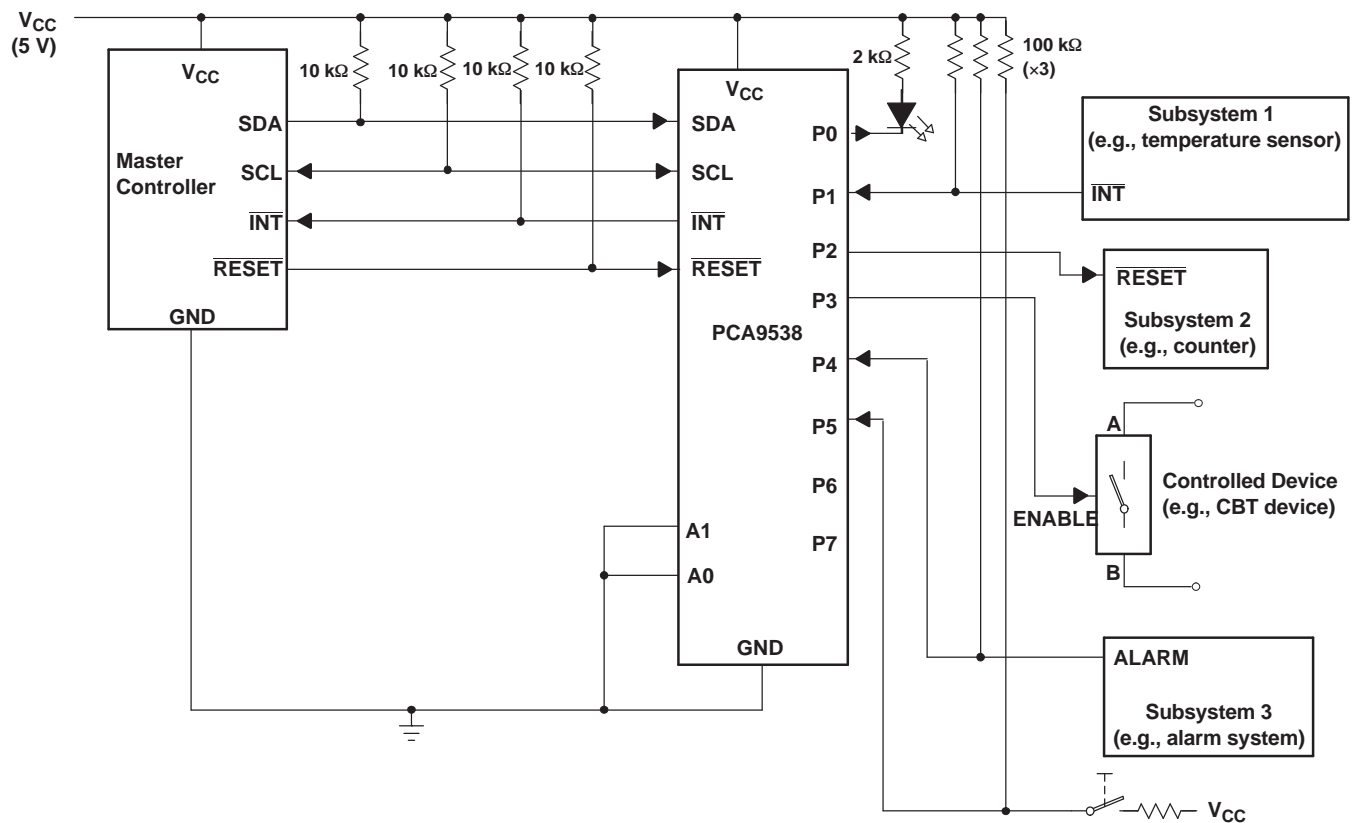 VCC
(5 V)
VCC
10 kΩ
10 kΩ
10 kΩ
10 kΩ
VCC
2 kΩ
100 kΩ
(×3)
Master
Controller
SDA
SCL
INT
RESET
GND
SDA
SCL
INT
RESET
PCA9538
A1
A0
GND
P0
P1
P2
P3
P4
P5
P6
P7
Subsystem 1
(e.g., temperature sensor)
INT
RESET
Subsystem 2
(e.g., counter)
A
ENABLE
B
Controlled Device
(e.g., CBT device)
ALARM
Subsystem 3
(e.g., alarm system)
VCC